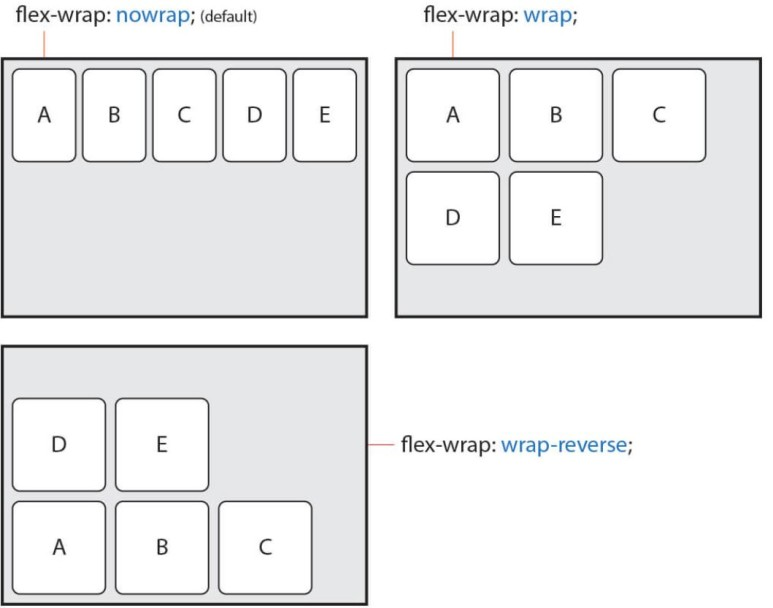 flex-wrap: nowrap; (default)
A B C D E
flex-wrap: wrap;
A B C
D E
D E
A B C
flex-wrap: wrap-reverse;